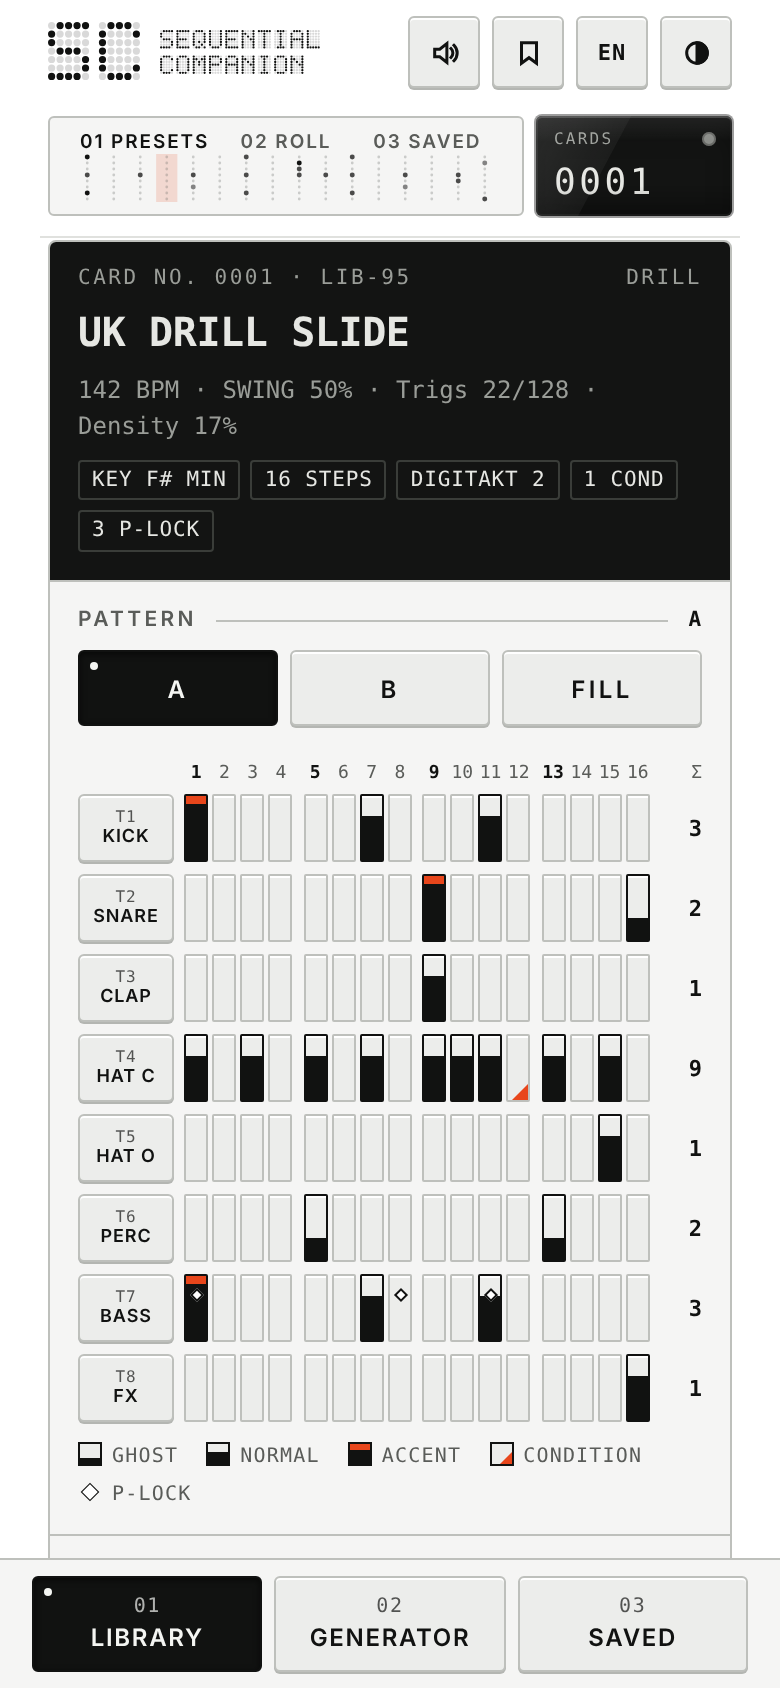 SC SEQUENTIAL COMPANION
EN
01 PRESETS 02 ROLL 03 SAVED
CARDS
0001
CARD NO. 0001 · LIB-95 DRILL
UK DRILL SLIDE
142 BPM · SWING 50% · Trigs 22/128 ·
Density 17%
KEY F# MIN 16 STEPS DIGITAKT 2 1 COND
3 P-LOCK
PATTERN A
A B FILL
1 2 3 4 5 6 7 8 9 10 11 12 13 14 15 16 Σ
T1
KICK 3
T2
SNARE 2
T3
CLAP 1
T4
HAT C 9
T5
HAT O 1
T6
PERC 2
T7
BASS 3
T8
FX 1
GHOST NORMAL ACCENT CONDITION
P-LOCK
01 02 03
LIBRARY GENERATOR SAVED